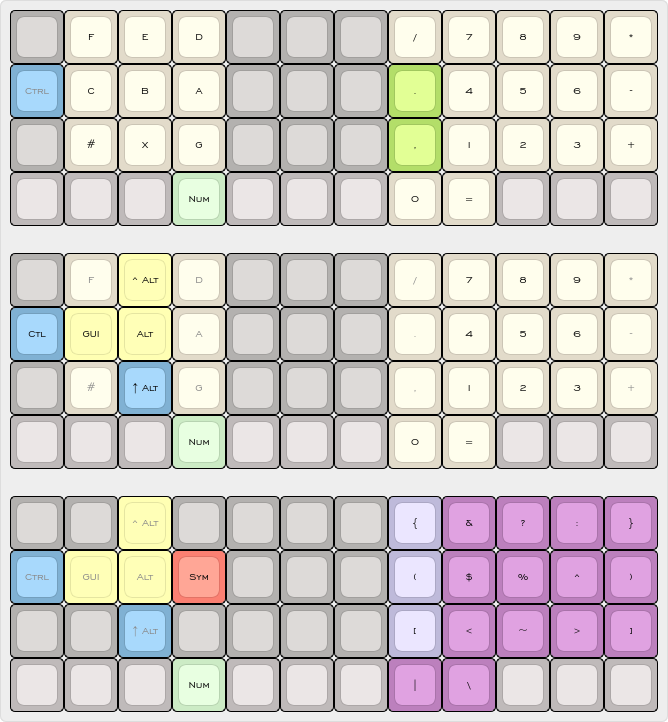 F E D / 7 8 9 *
Ctrl C B A . 4 5 6 -
# X G , 1 2 3 +
Num 0 =
F ^ Alt D / 7 8 9 *
Ctl GUI Alt A . 4 5 6 -
# ↑ Alt G , 1 2 3 +
Num 0 =
^ Alt { & ? : }
Ctrl GUI Alt Sym ( $ % ^ )
↑ Alt [ < ~ > ]
Num | \